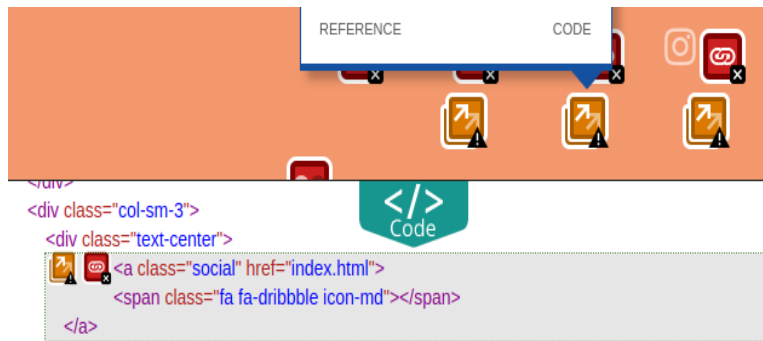 REFERENCE CODE
</div>
</>
Code
<div class="col-sm-3">
<div class="text-center">
<a class="social" href="index.html">
<span class="fa fa-dribbble icon-md"></span>
</a>